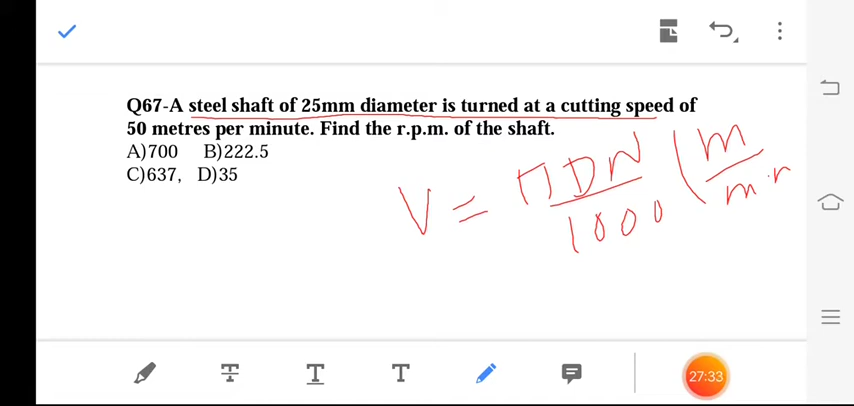 Q67-A steel shaft of 25mm diameter is turned at a cutting speed of
50 metres per minute. Find the r.p.m. of the shaft.
A)700 B)222.5
C)637, D)35
V = ΠDN/1000 (m/min
T T T
27:33